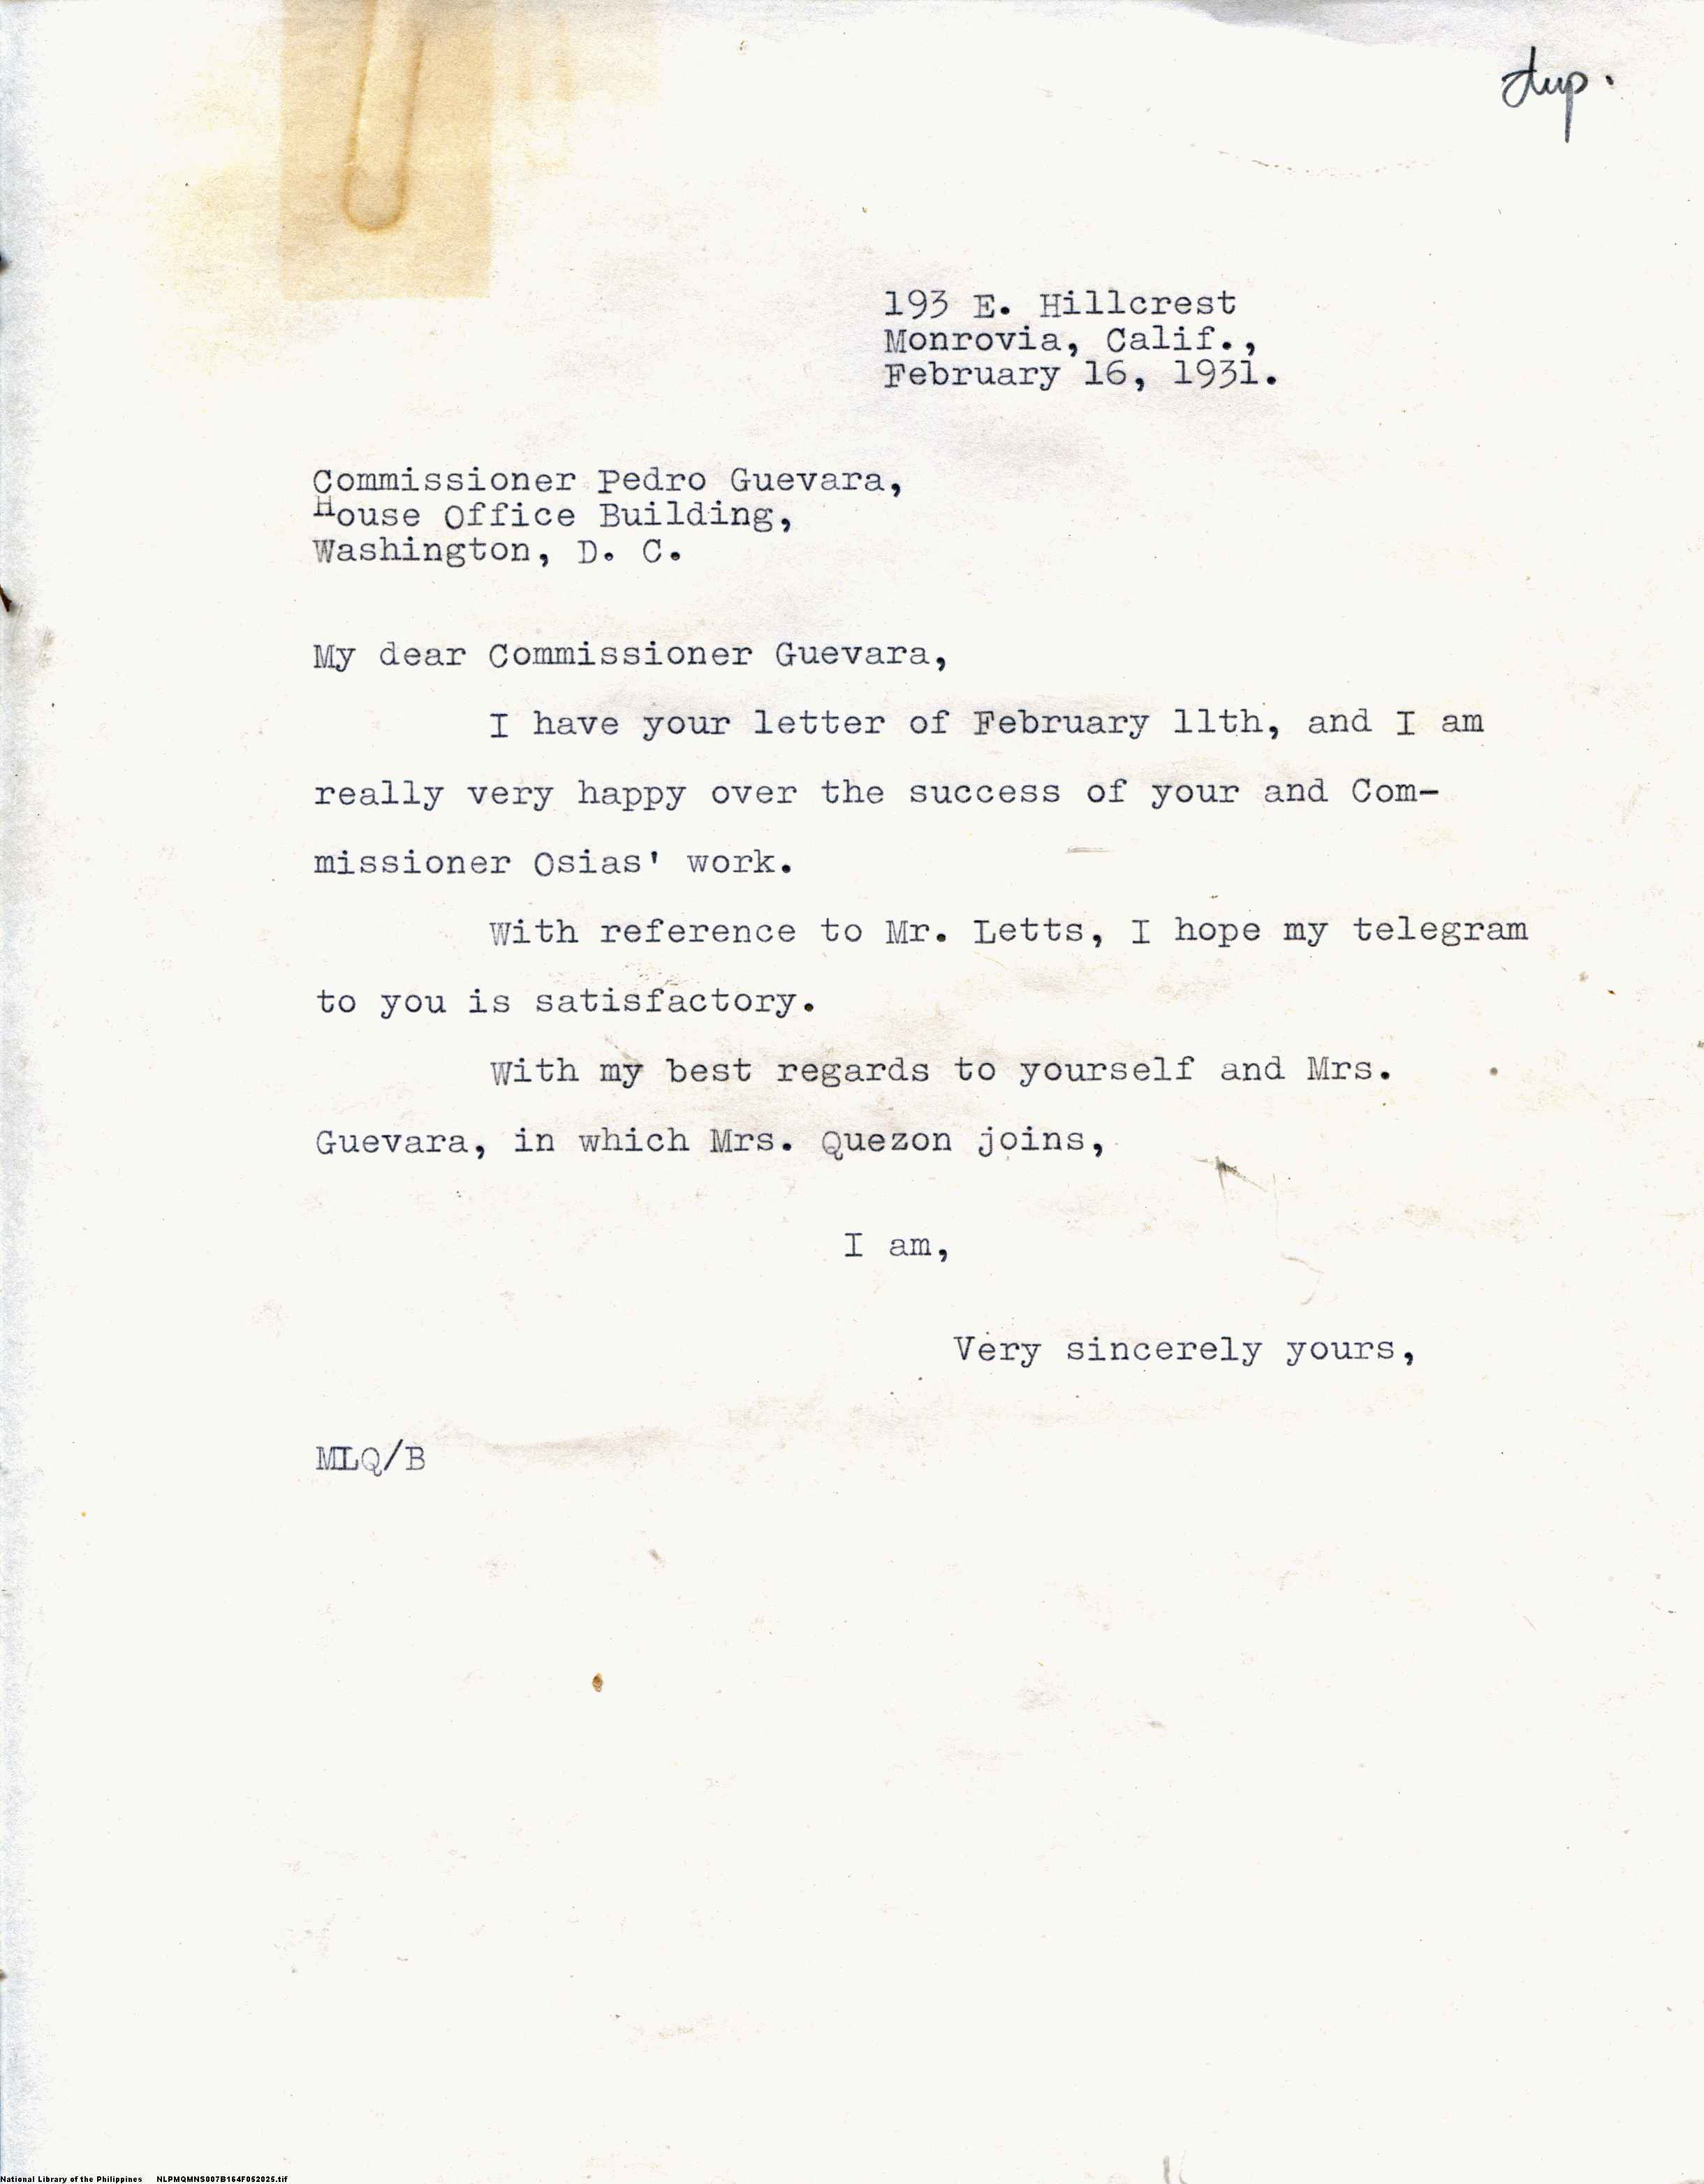 dup.
193 E. Hillcrest
Monrovia, Calif.,
February 16, 1931.
Commissioner Pedro Guevara,
House Office Building,
Washington, D. C.
My dear Commissioner Guevara,
I have your letter of February 11th, and I am
really very happy over the success of your and Com-
missioner Osias' work.
With reference to Mr. Letts, I hope my telegram
to you is satisfactory.
With my best regards to yourself and Mrs.
Guevara, in which Mrs. Quezon joins,
I am,
Very sincerely yours,
MLQ/B
National Library of the Philippines NLPMQMNS007B164F052025.tif